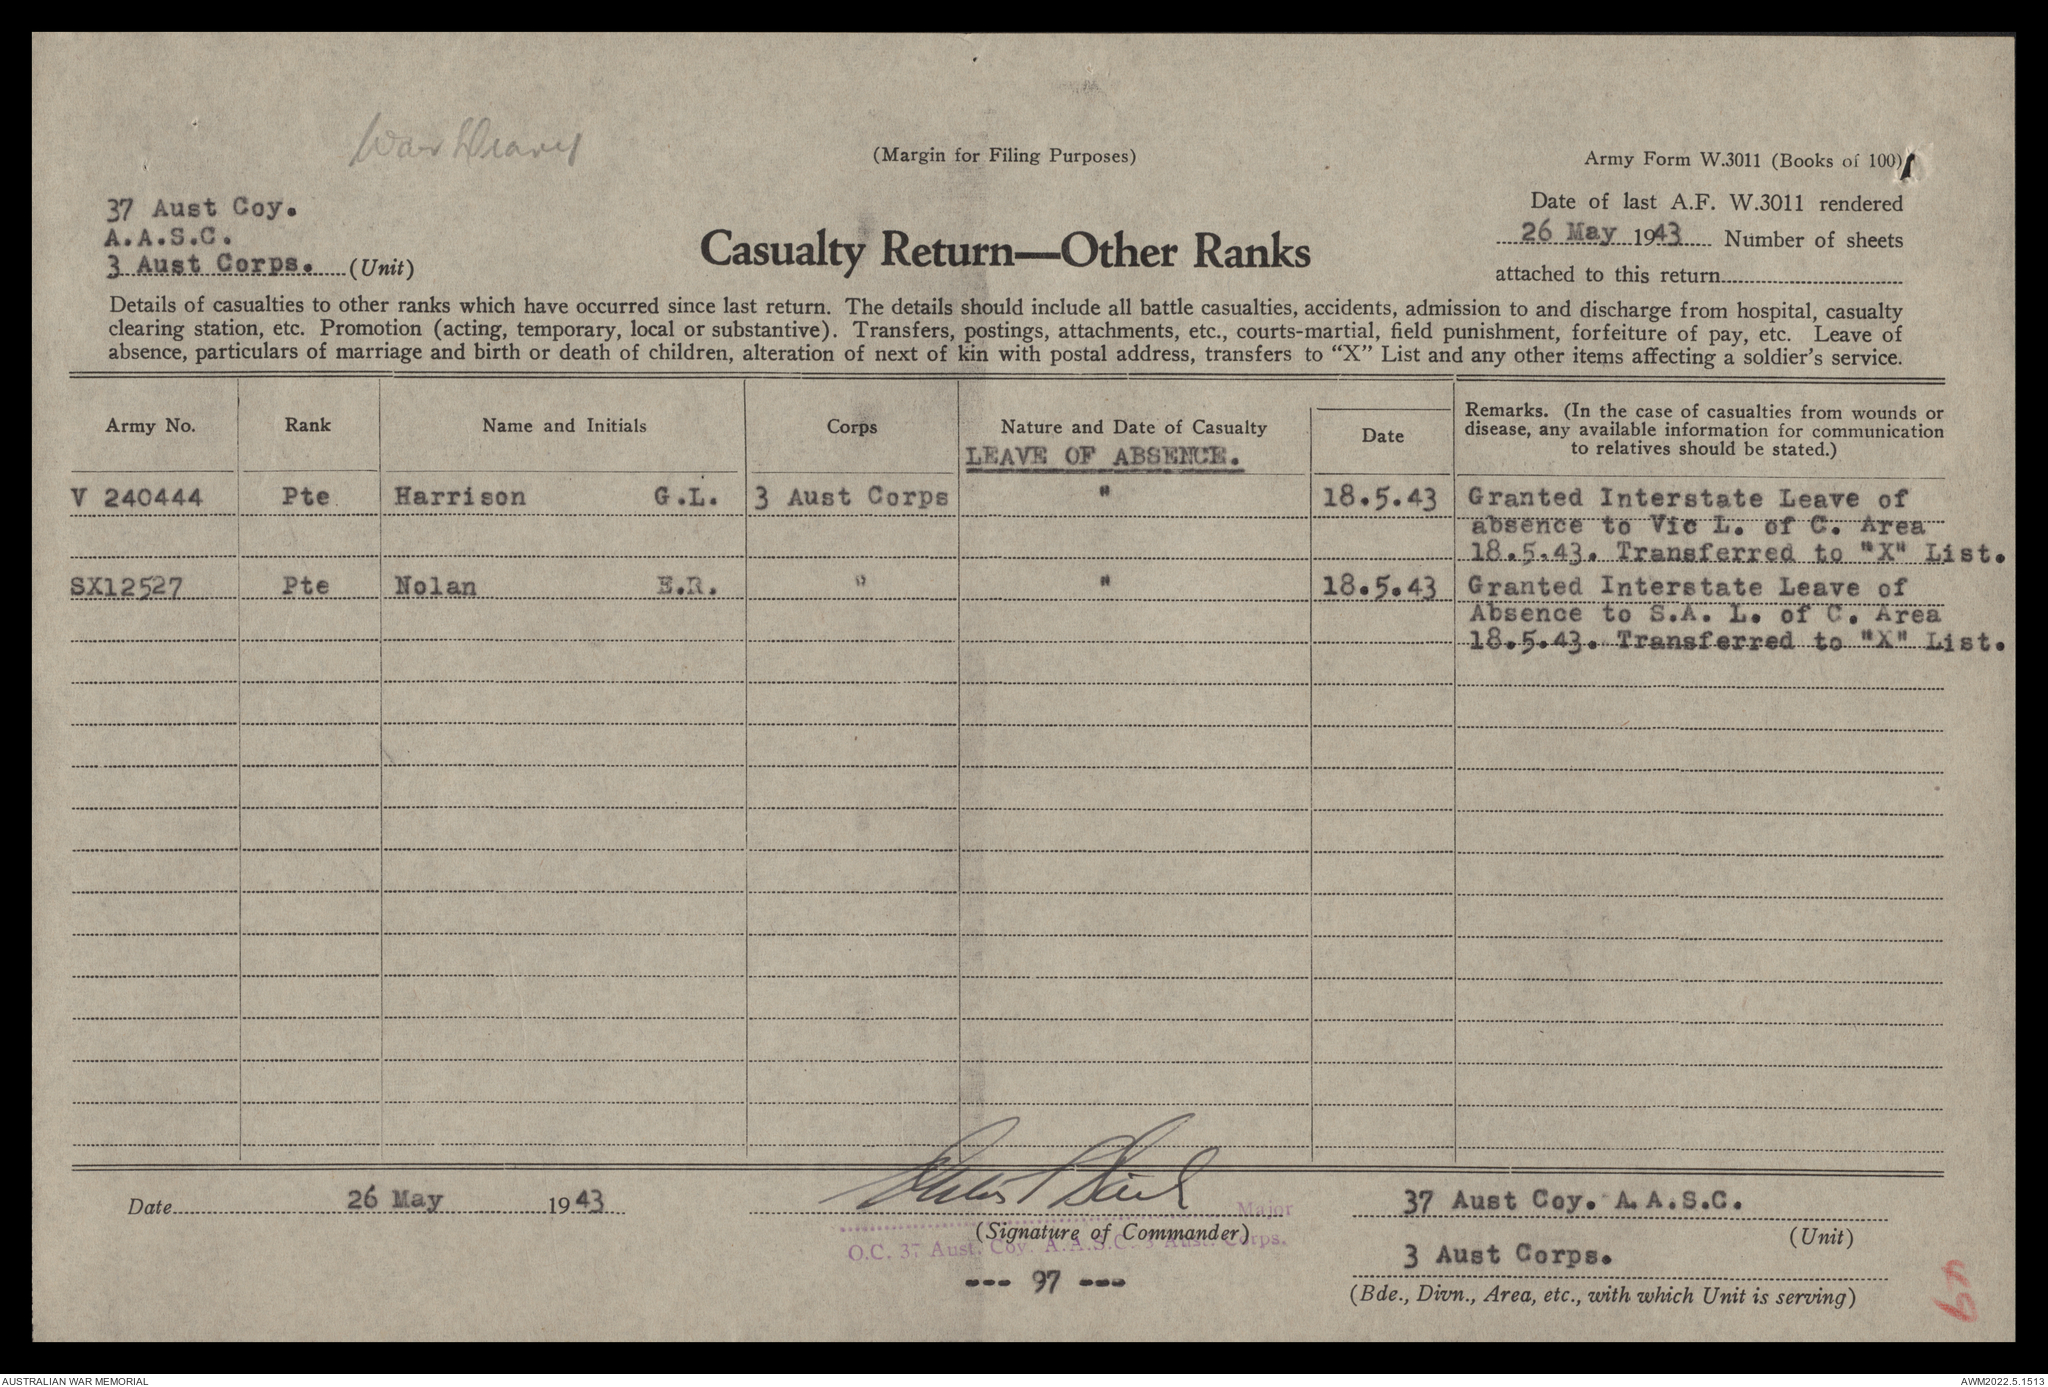 War Diary
(Margin for Filing Purposes)
Army Form W.3011 (Books of 100)
37 Aust Coy.
A.A.S.C.
3 Aust Corps. (Unit)
Casualty Return—Other Ranks
Date of last A.F. W.3011 rendered
26 May 1943 Number of sheets
attached to this return
Details of casualties to other ranks which have occurred since last return. The details should include all battle casualties, accidents, admission to and discharge from hospital, casualty
clearing station, etc. Promotion (acting, temporary, local or substantive). Transfers, postings, attachments, etc., courts-martial, field punishment, forfeiture of pay, etc. Leave of
absence, particulars of marriage and birth or death of children, alteration of next of kin with postal address, transfers to "X" List and any other items affecting a soldier's service.
Army No. Rank Name and Initials Corps Nature and Date of Casualty Date Remarks. (In the case of casualties from wounds or
disease, any available information for communication
to relatives should be stated.)
LEAVE OF ABSENCE.
V 240444 Pte Harrison G.L. 3 Aust Corps " 18.5.43 Granted Interstate Leave of
absence to Vic L. of C. Area
18.5.43. Transferred to "X" List.
SX12527 Pte Nolan E.R. " " 18.5.43 Granted Interstate Leave of
Absence to S.A. L. of C. Area
18.5.43. Transferred to "X" List.
Date 26 May 1943
Major
(Signature of Commander)
O.C. 37 Aust. Coy. A.A.S.C. 3 Aust. Corps.
--- 97 ---
37 Aust Coy. A.A.S.C.
(Unit)
3 Aust Corps.
(Bde., Divn., Area, etc., with which Unit is serving)
AUSTRALIAN WAR MEMORIAL
AWM2022.5.1513